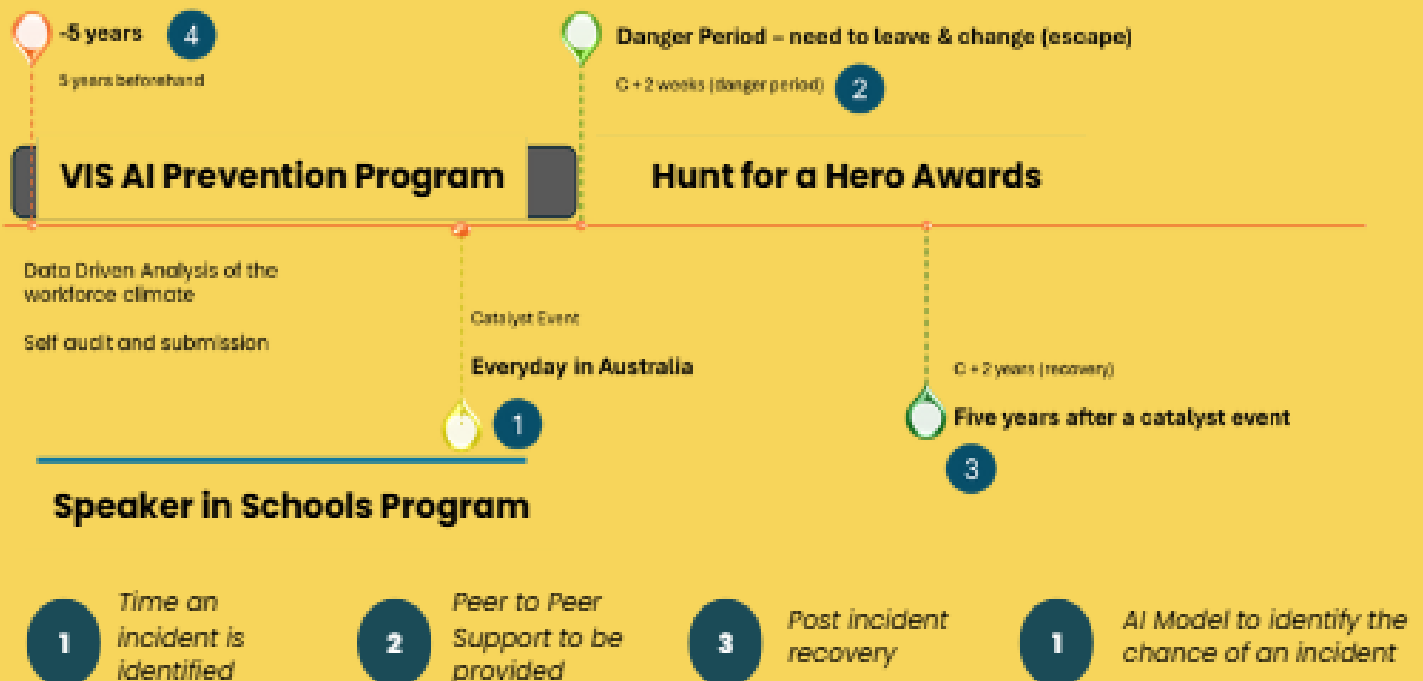 -5 years
4
5 years beforehand
Danger Period – need to leave & change (escape)
C + 2 weeks (danger period)
2
VIS AI Prevention Program
Hunt for a Hero Awards
Data Driven Analysis of the
workforce climate
Self audit and submission
Catalyst Event
Everyday in Australia
1
C + 2 years (recovery)
Five years after a catalyst event
3
Speaker in Schools Program
1
Time an
incident is
identified
2
Peer to Peer
Support to be
provided
3
Post incident
recovery
1
AI Model to identify the
chance of an incident